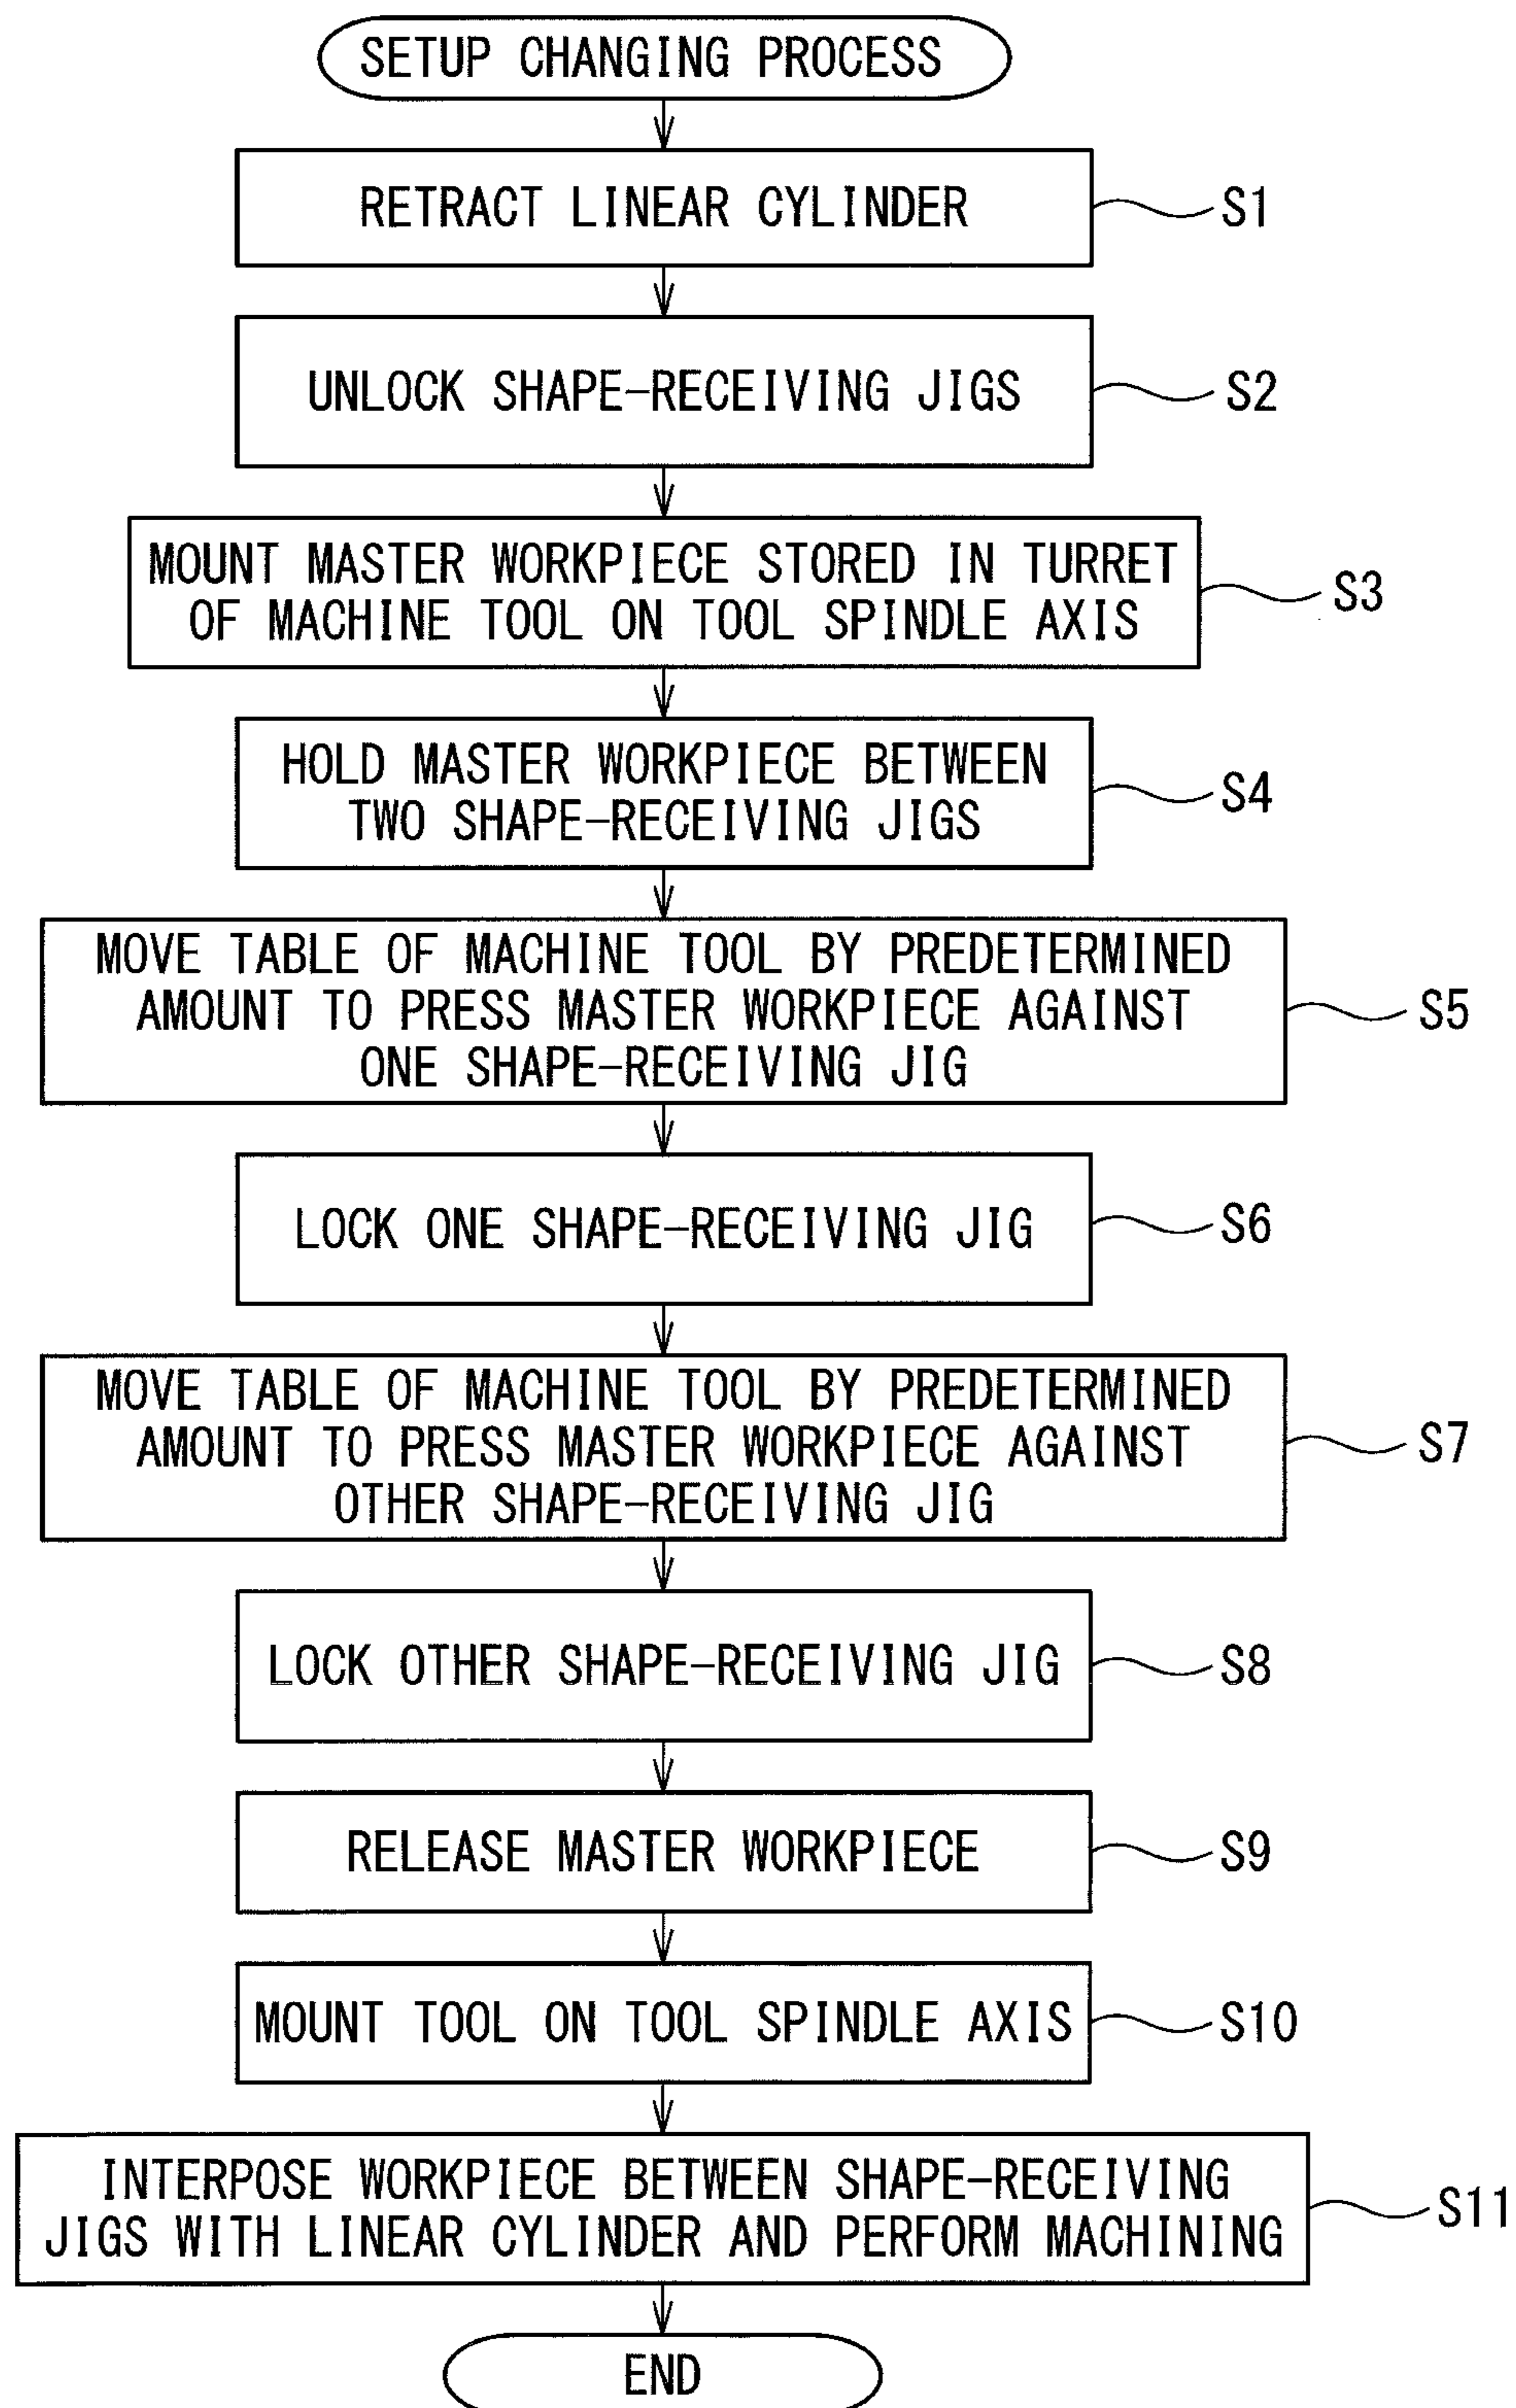 SETUP CHANGING PROCESS
RETRACT LINEAR CYLINDER
S1
UNLOCK SHAPE-RECEIVING JIGS
S2
MOUNT MASTER WORKPIECE STORED IN TURRET
OF MACHINE TOOL ON TOOL SPINDLE AXIS
S3
HOLD MASTER WORKPIECE BETWEEN
TWO SHAPE-RECEIVING JIGS
S4
MOVE TABLE OF MACHINE TOOL BY PREDETERMINED
AMOUNT TO PRESS MASTER WORKPIECE AGAINST
ONE SHAPE-RECEIVING JIG
S5
LOCK ONE SHAPE-RECEIVING JIG
S6
MOVE TABLE OF MACHINE TOOL BY PREDETERMINED
AMOUNT TO PRESS MASTER WORKPIECE AGAINST
OTHER SHAPE-RECEIVING JIG
S7
LOCK OTHER SHAPE-RECEIVING JIG
S8
RELEASE MASTER WORKPIECE
S9
MOUNT TOOL ON TOOL SPINDLE AXIS
S10
INTERPOSE WORKPIECE BETWEEN SHAPE-RECEIVING
JIGS WITH LINEAR CYLINDER AND PERFORM MACHINING
S11
END